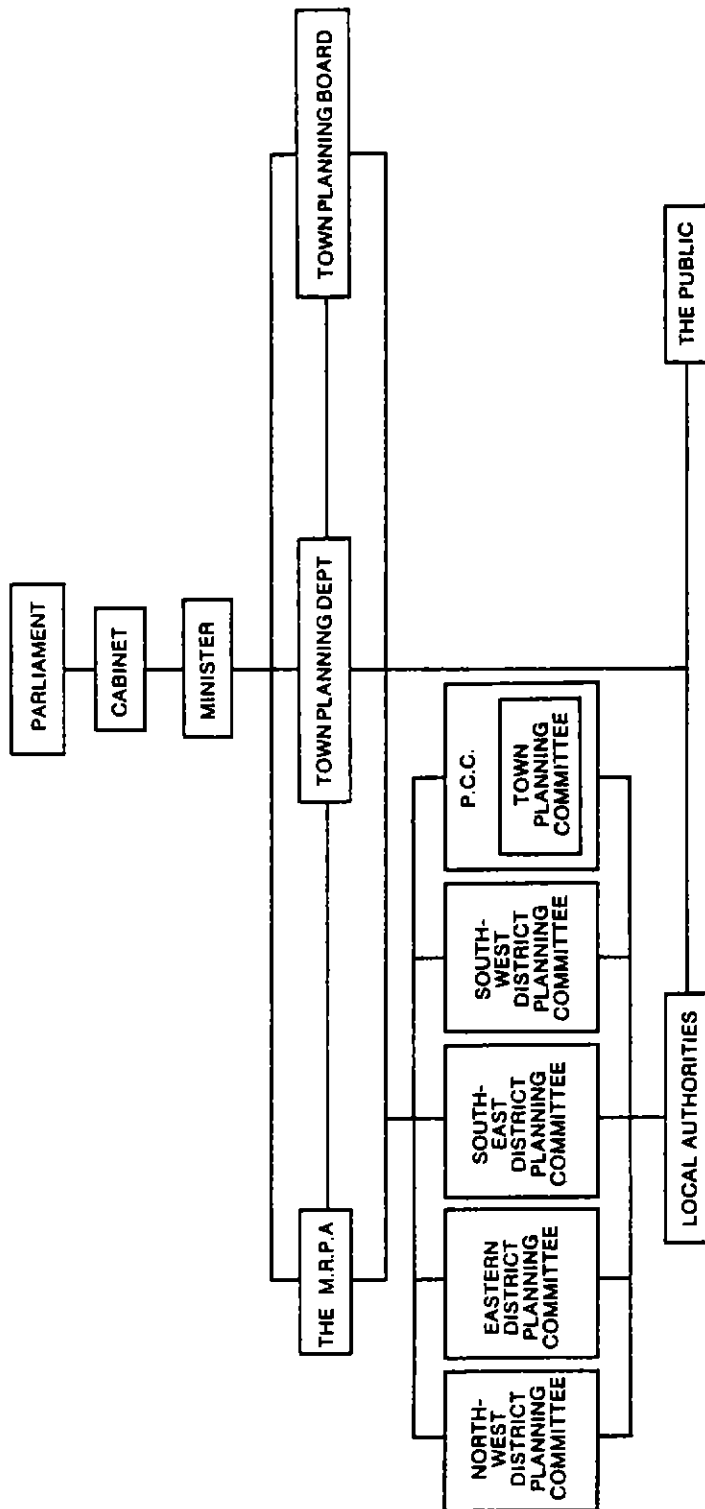 PARLIAMENT
CABINET
MINISTER
THE M.R.P.A
TOWN PLANNING DEPT
TOWN PLANNING BOARD
NORTH-
WEST
DISTRICT
PLANNING
COMMITTEE
EASTERN
DISTRICT
PLANNING
COMMITTEE
SOUTH-
EAST
DISTRICT
PLANNING
COMMITTEE
SOUTH-
WEST
DISTRICT
PLANNING
COMMITTEE
P.C.C.
TOWN
PLANNING
COMMITTEE
LOCAL AUTHORITIES
THE PUBLIC